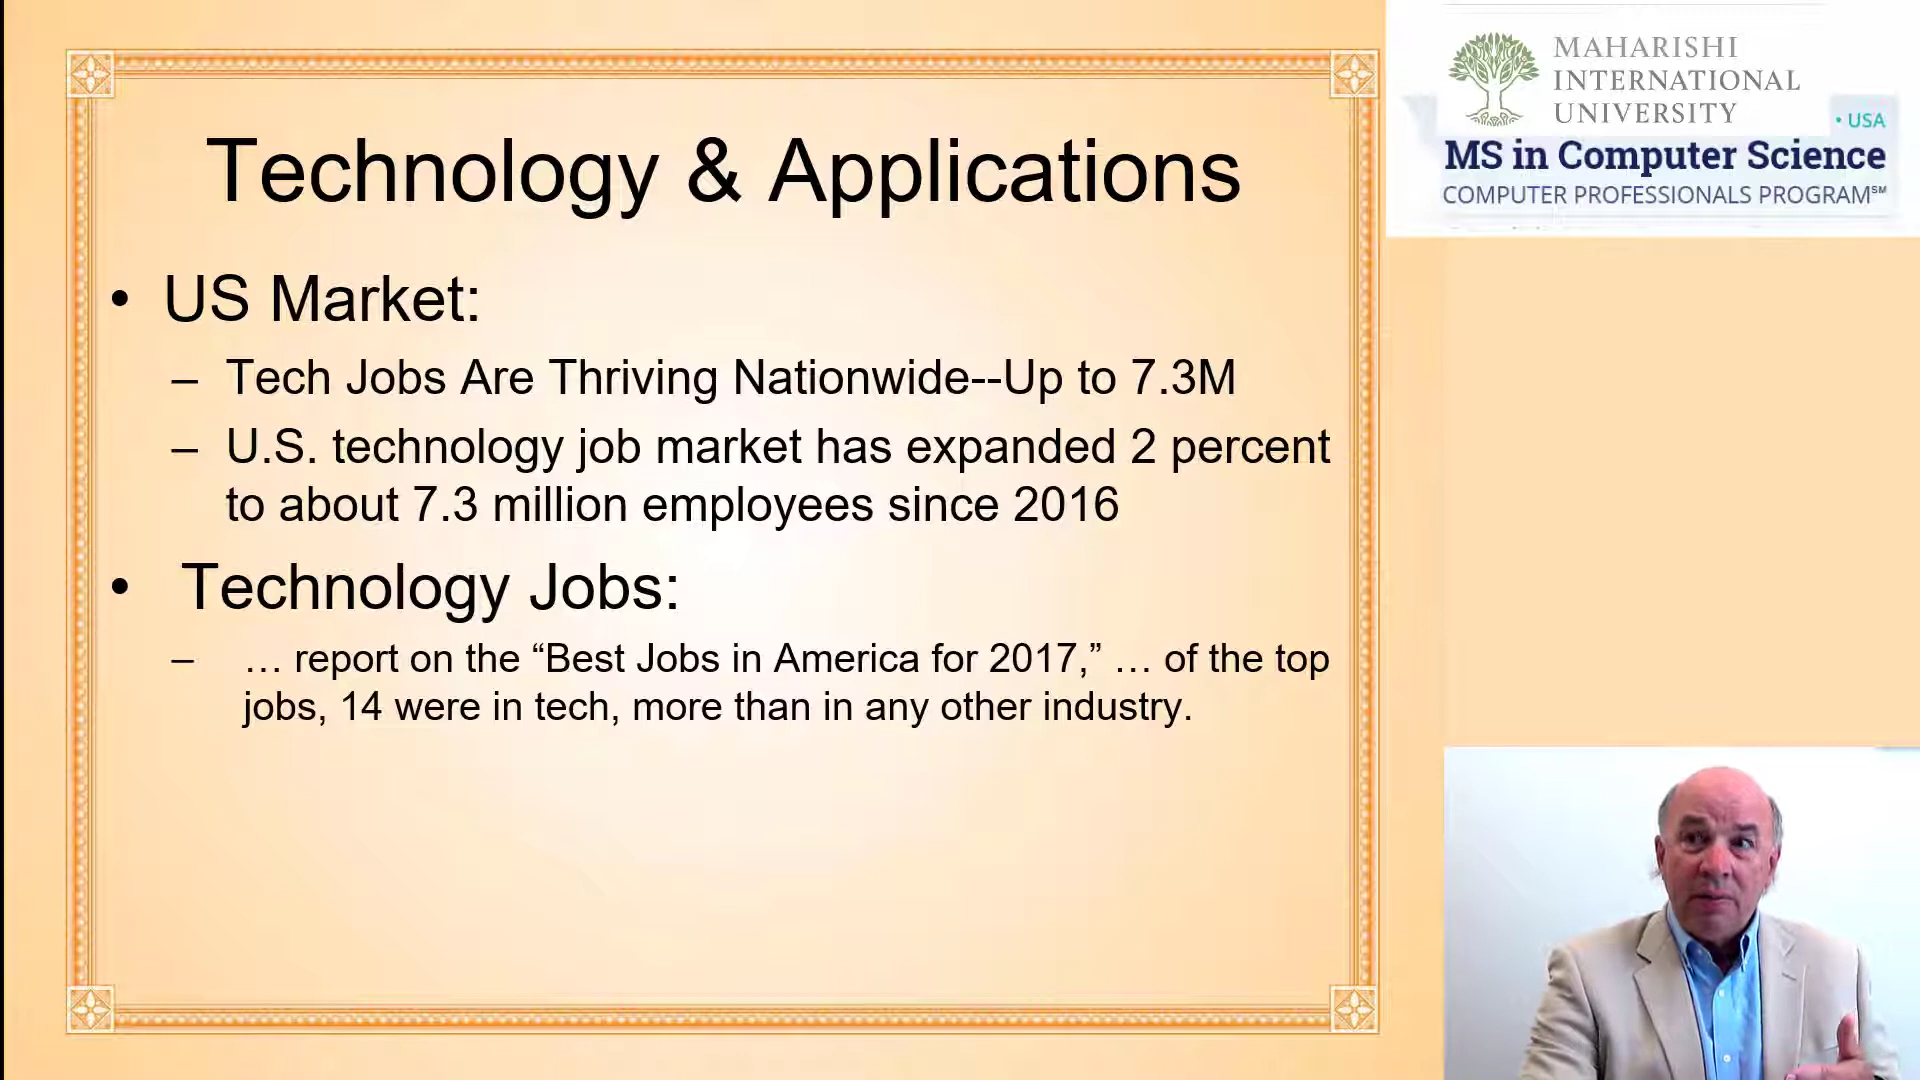 Technology & Applications
• US Market:
– Tech Jobs Are Thriving Nationwide--Up to 7.3M
– U.S. technology job market has expanded 2 percent
to about 7.3 million employees since 2016
• Technology Jobs:
– … report on the “Best Jobs in America for 2017,” … of the top
jobs, 14 were in tech, more than in any other industry.
MAHARISHI
INTERNATIONAL
UNIVERSITY
• USA
MS in Computer Science
COMPUTER PROFESSIONALS PROGRAM℠